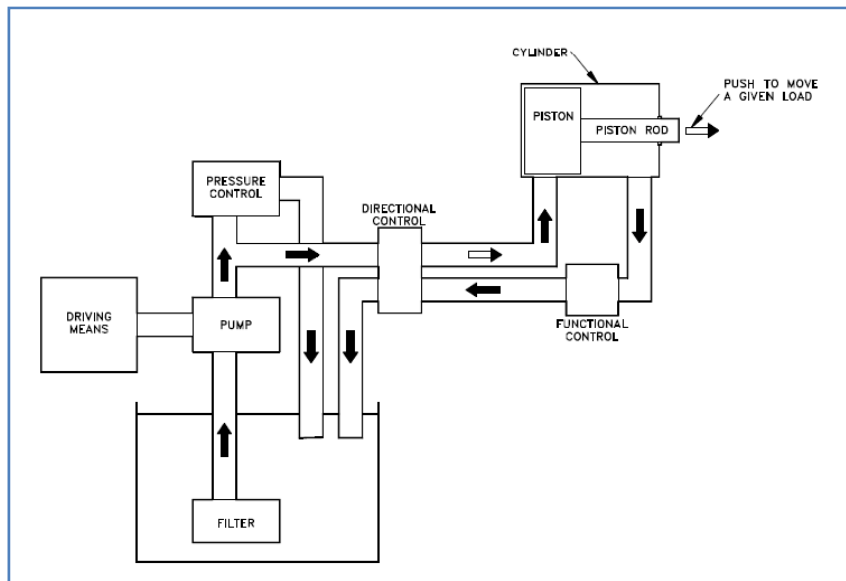 CYLINDER
PUSH TO MOVE
A GIVEN LOAD
PISTON
PISTON ROD
PRESSURE
CONTROL
DIRECTIONAL
CONTROL
DRIVING
MEANS
PUMP
FUNCTIONAL
CONTROL
FILTER